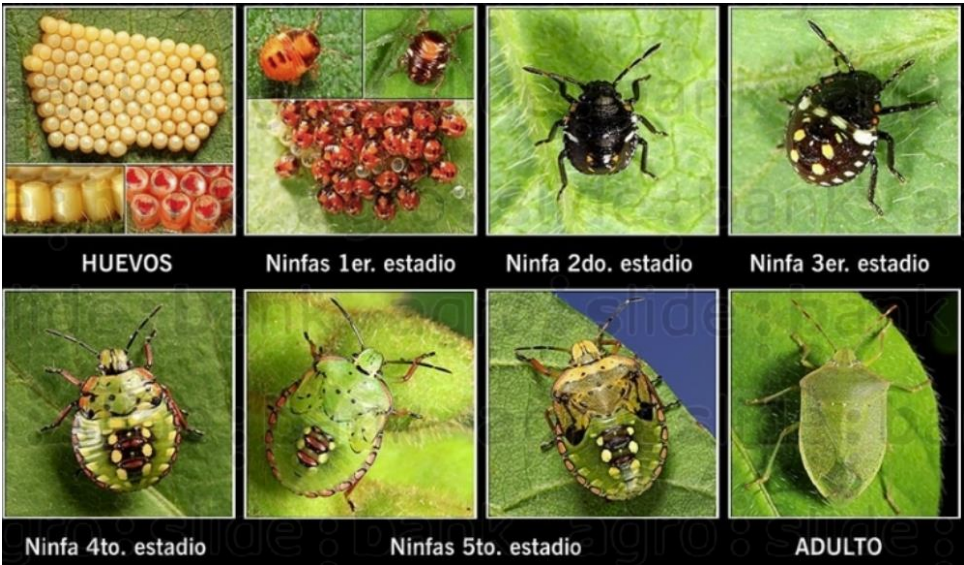 HUEVOS
Ninfas 1er. estadio
Ninfa 2do. estadio
Ninfa 3er. estadio
Ninfa 4to. estadio
Ninfas 5to. estadio
ADULTO